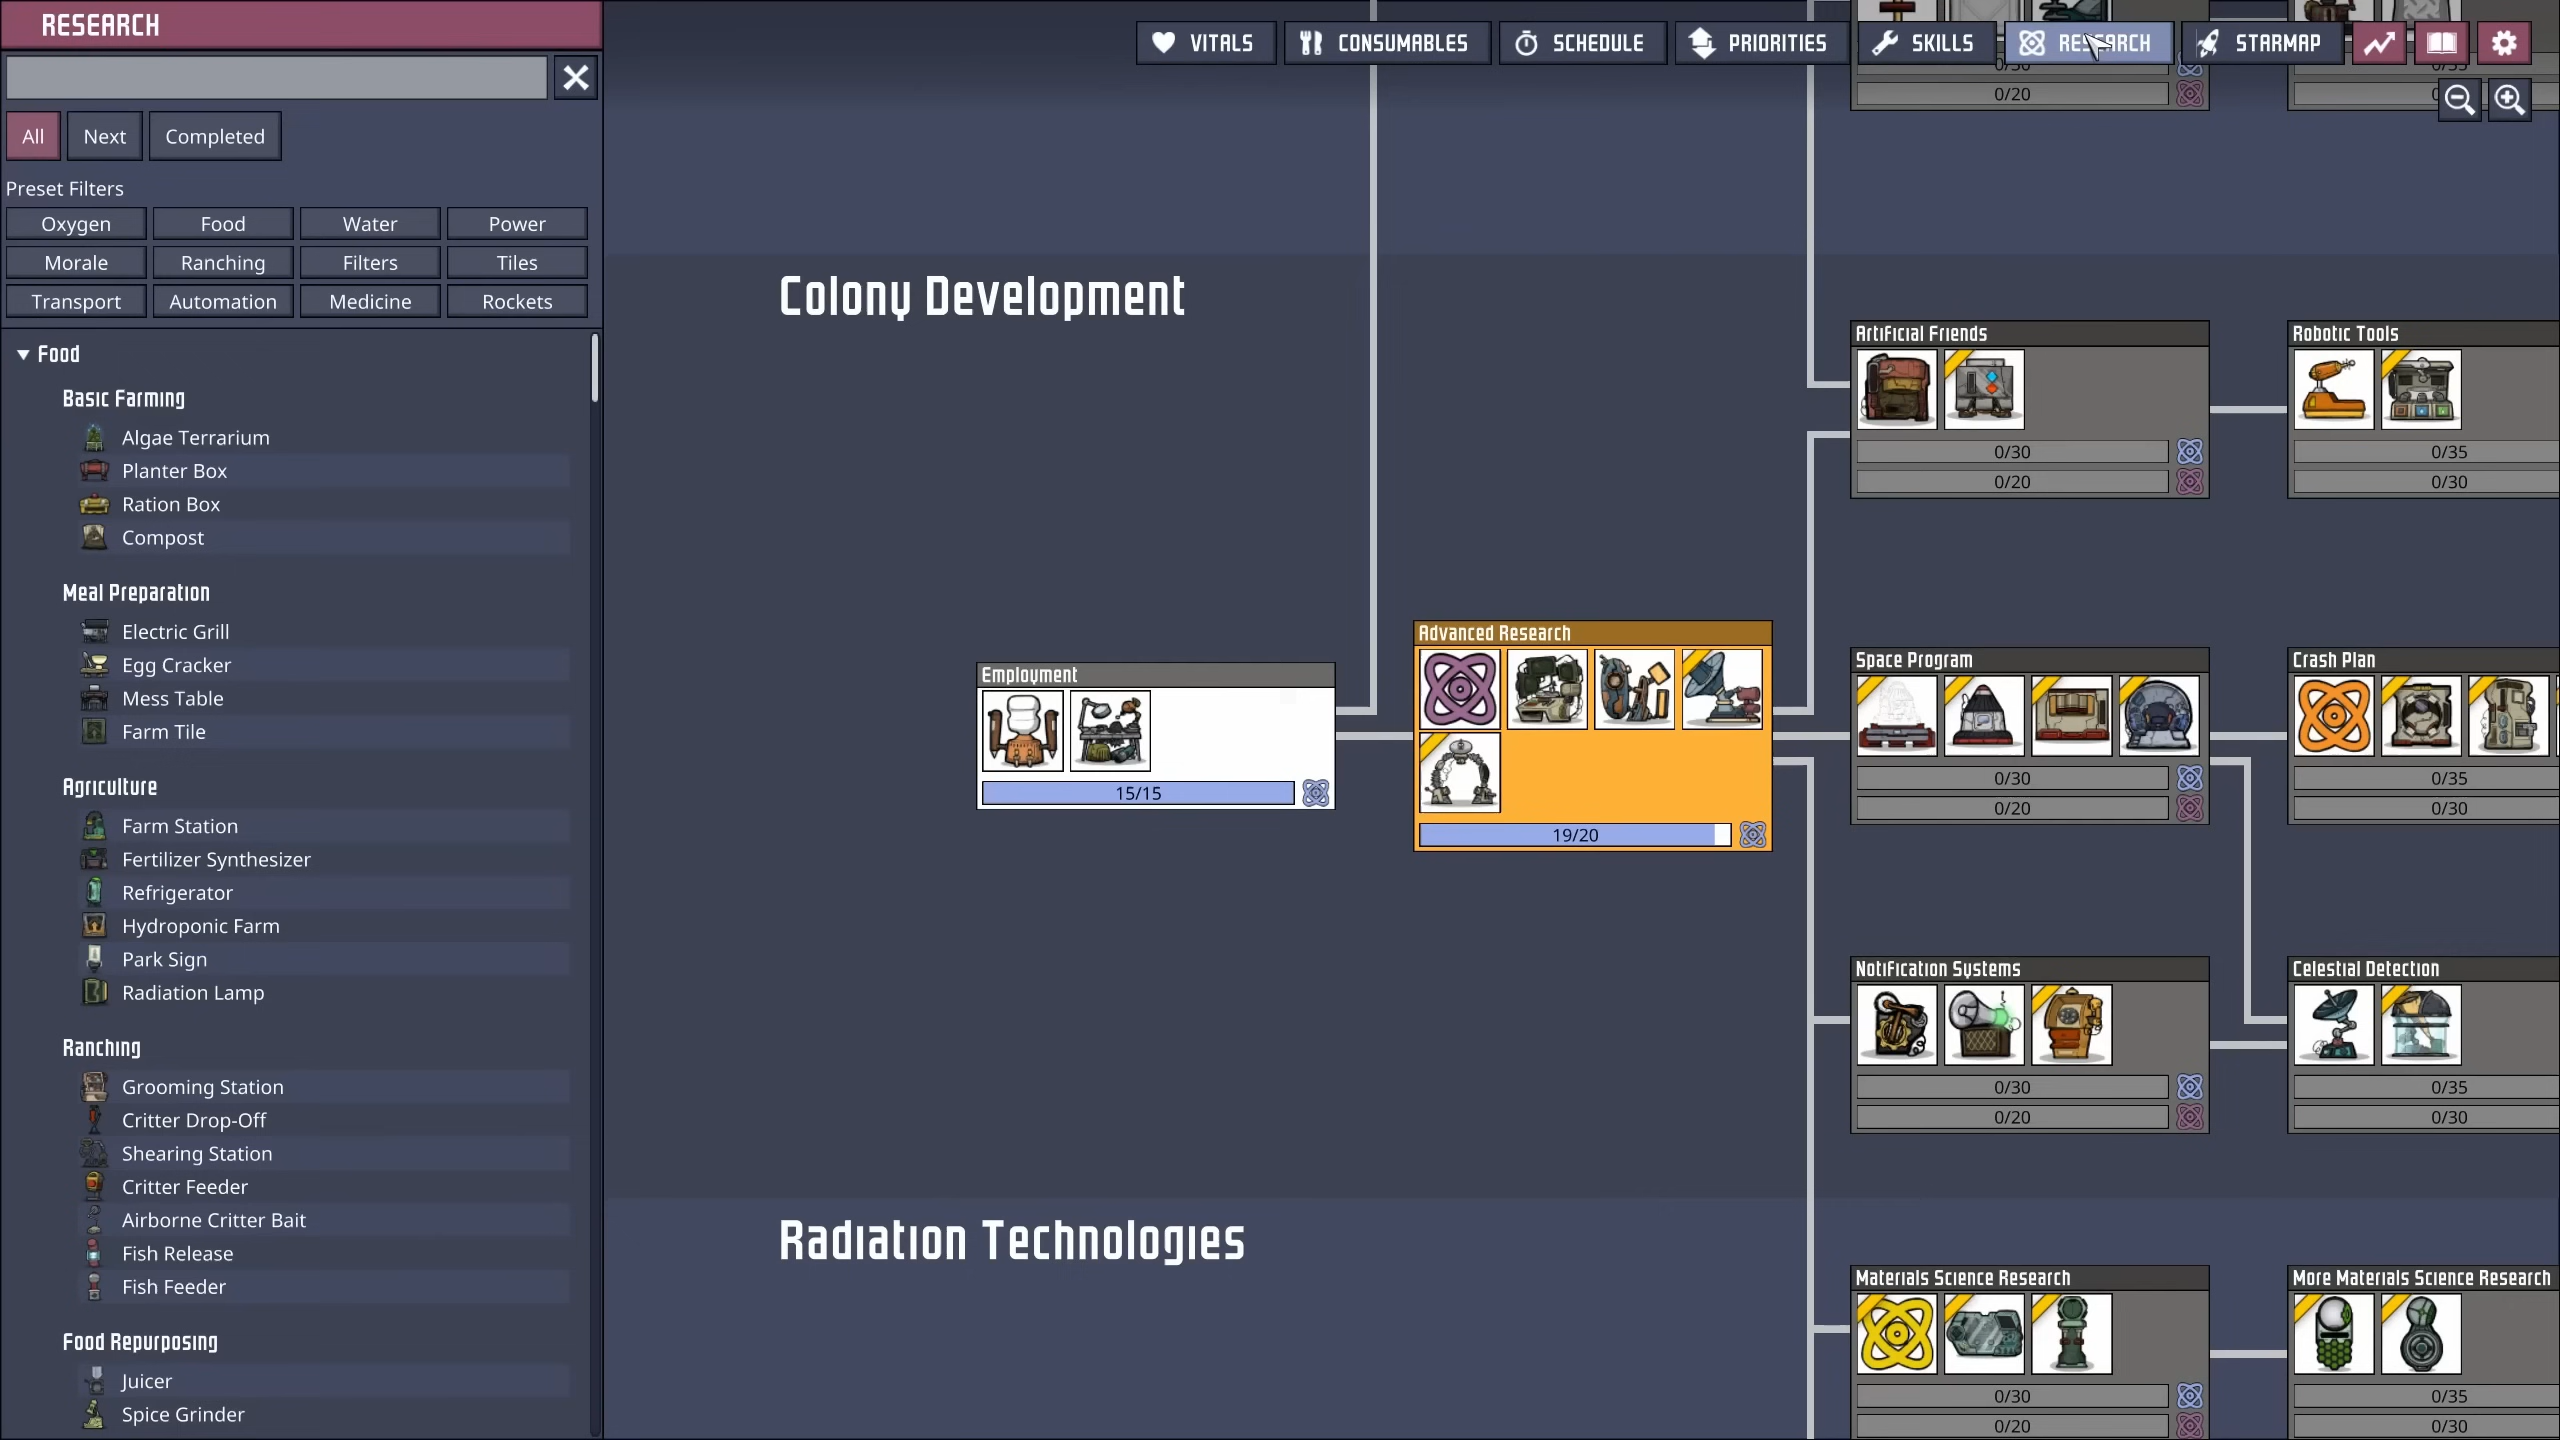 RESEARCH
VITALS
CONSUMABLES
SCHEDULE
PRIORITIES
SKILLS
RESEARCH
STARMAP
All
Next
Completed
Preset Filters
Oxygen
Food
Water
Power
Morale
Ranching
Filters
Tiles
Transport
Automation
Medicine
Rockets
Food
Basic Farming
Algae Terrarium
Planter Box
Ration Box
Compost
Meal Preparation
Electric Grill
Egg Cracker
Mess Table
Farm Tile
Agriculture
Farm Station
Fertilizer Synthesizer
Refrigerator
Hydroponic Farm
Park Sign
Radiation Lamp
Ranching
Grooming Station
Critter Drop-Off
Shearing Station
Critter Feeder
Airborne Critter Bait
Fish Release
Fish Feeder
Food Repurposing
Juicer
Spice Grinder
0/20
Colony Development
Artificial Friends
0/30
0/20
Robotic Tools
0/35
0/30
Employment
15/15
Advanced Research
19/20
Space Program
0/30
0/20
Crash Plan
0/35
0/30
Notification Systems
0/30
0/20
Celestial Detection
0/35
0/30
Radiation Technologies
Materials Science Research
0/30
0/20
More Materials Science Research
0/35
0/30